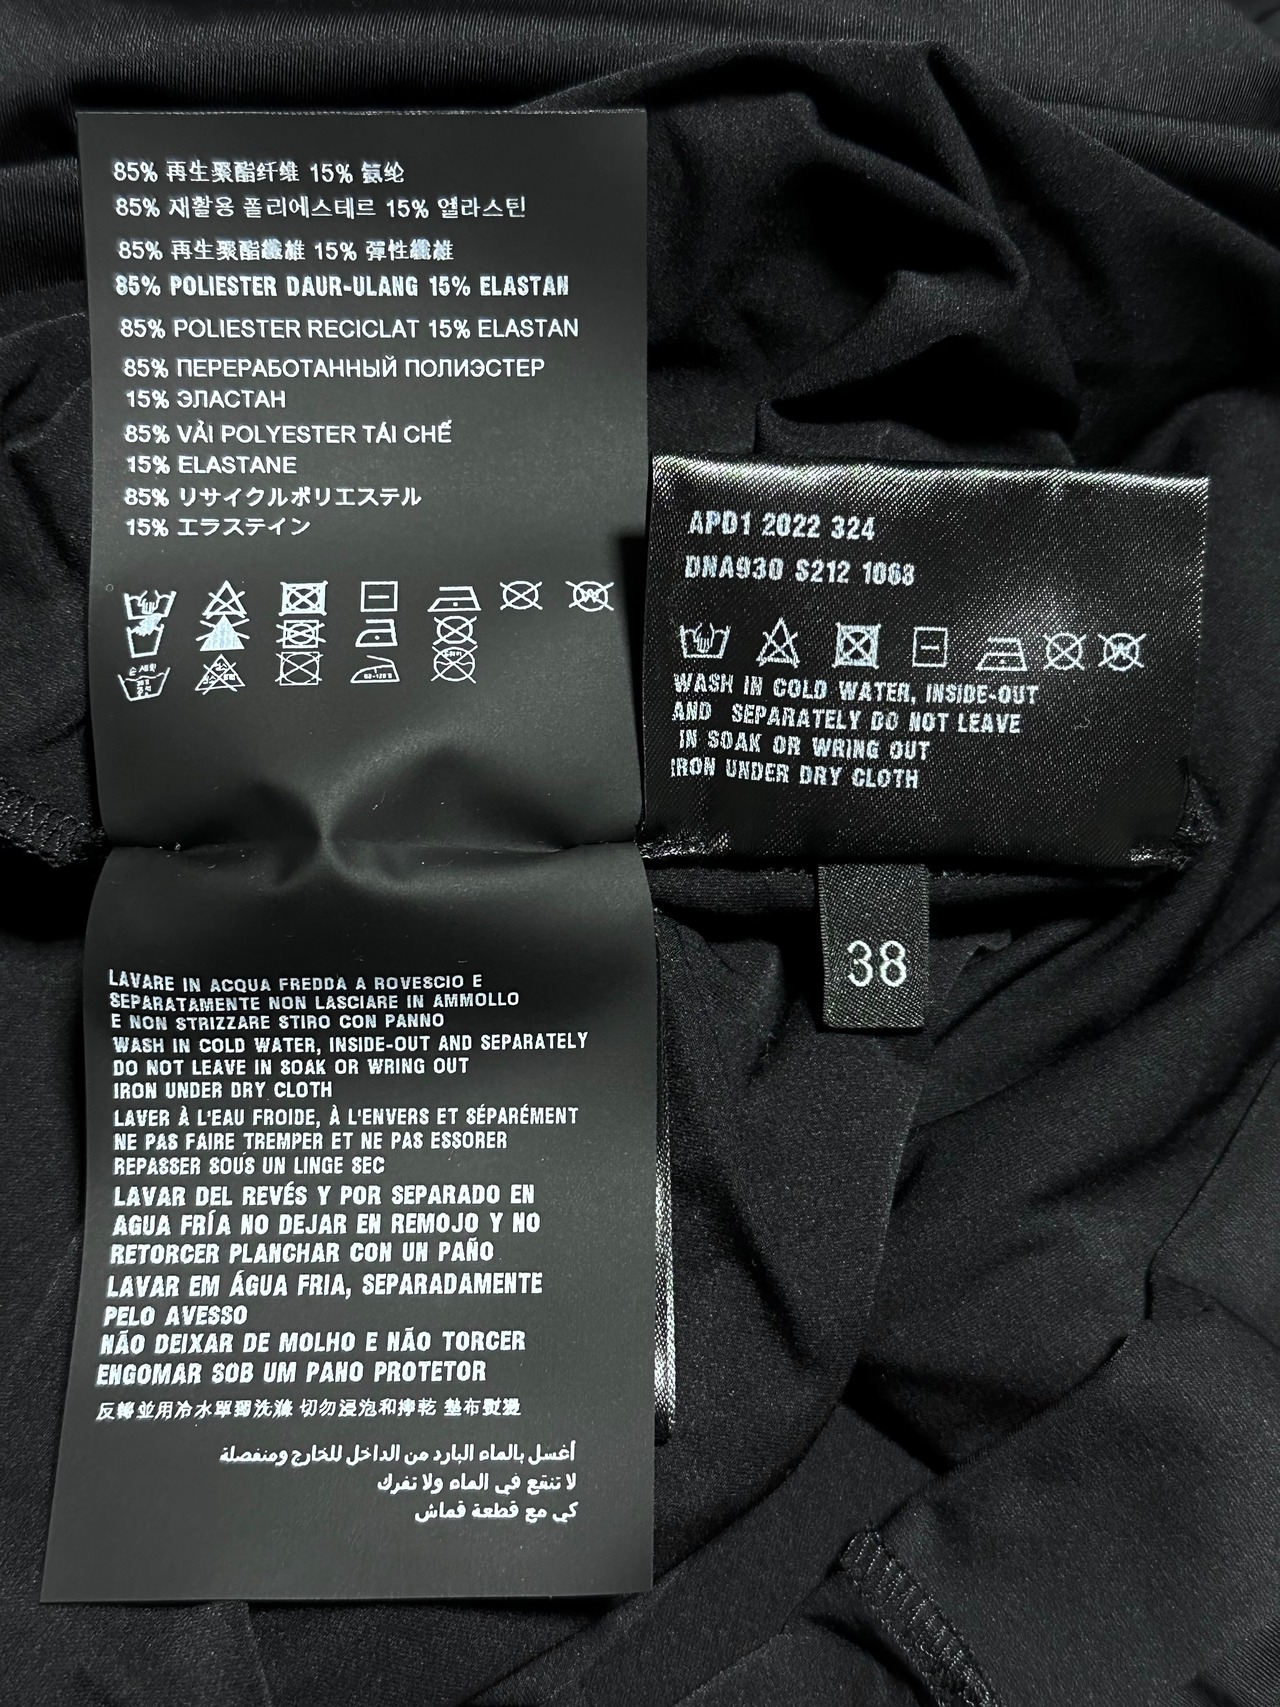 85% 再生聚酯纤维 15% 氨纶
85% 재활용 폴리에스테르 15% 엘라스틴
85% 再生聚酯纖維 15% 彈性纖維
85% POLIESTER DAUR-ULANG 15% ELASTAN
85% POLIESTER RECICLAT 15% ELASTAN
85% ПЕРЕРАБОТАННЫЙ ПОЛИЭСТЕР
15% ЭЛАСТАН
85% VẢI POLYESTER TÁI CHẾ
15% ELASTANE
85% リサイクルポリエステル
15% エラステイン
LAVARE IN ACQUA FREDDA A ROVESCIO E
SEPARATAMENTE NON LASCIARE IN AMMOLLO
E NON STRIZZARE STIRO CON PANNO
WASH IN COLD WATER, INSIDE-OUT AND SEPARATELY
DO NOT LEAVE IN SOAK OR WRING OUT
IRON UNDER DRY CLOTH
LAVER À L'EAU FROIDE, À L'ENVERS ET SÉPARÉMENT
NE PAS FAIRE TREMPER ET NE PAS ESSORER
REPASSER SOUS UN LINGE SEC
LAVAR DEL REVÉS Y POR SEPARADO EN
AGUA FRÍA NO DEJAR EN REMOJO Y NO
RETORCER PLANCHAR CON UN PAÑO
LAVAR EM ÁGUA FRIA, SEPARADAMENTE
PELO AVESSO
NÃO DEIXAR DE MOLHO E NÃO TORCER
ENGOMAR SOB UM PANO PROTETOR
反轉並用冷水單獨洗滌 切勿浸泡和擰乾 墊布熨燙
أغسل بالماء البارد من الداخل للخارج ومنفصلة
لا تنتقع في الماء ولا تفرك
كي مع قطعة قماش
APD1 2022 324
DNA930 S212 1068
WASH IN COLD WATER, INSIDE-OUT
AND SEPARATELY DO NOT LEAVE
IN SOAK OR WRING OUT
IRON UNDER DRY CLOTH
38